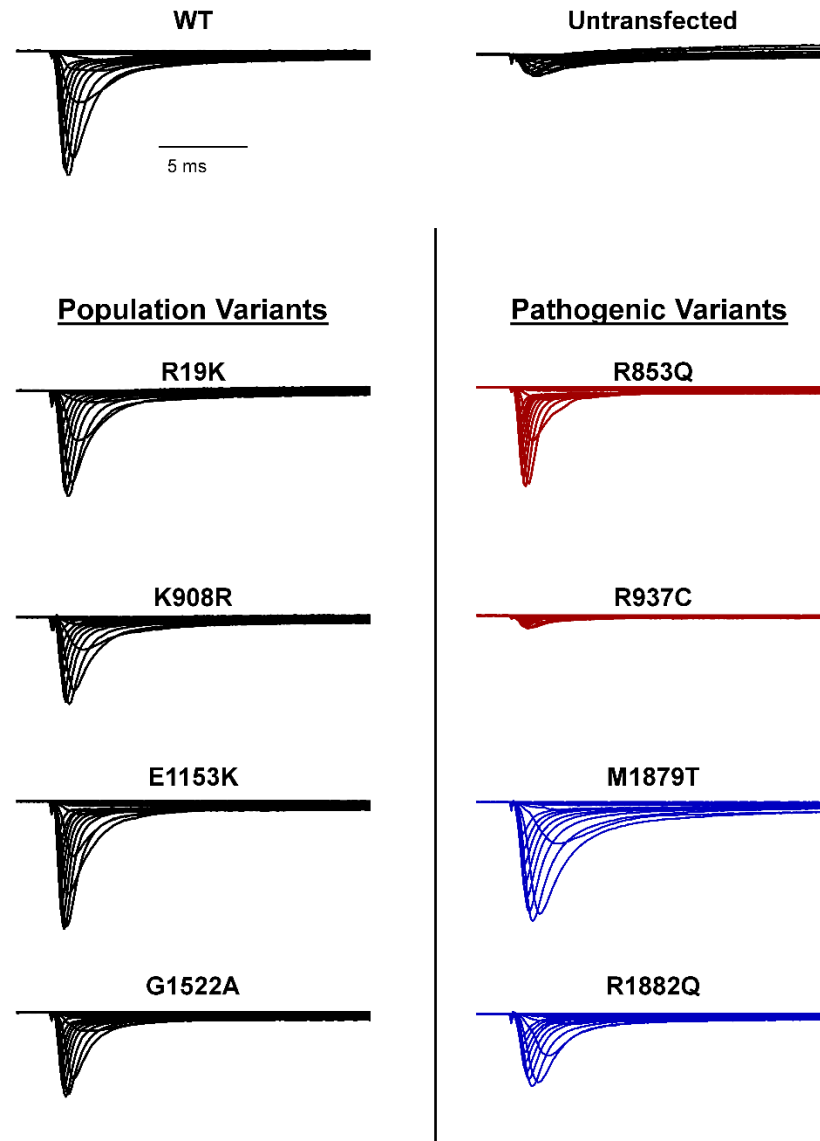 WT
Untransfected
5 ms
Population Variants
Pathogenic Variants
R19K
R853Q
K908R
R937C
E1153K
M1879T
G1522A
R1882Q